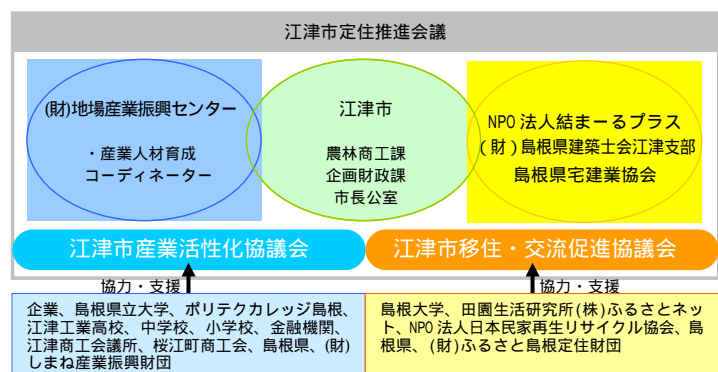 江津市定住推進会議
(財)地場産業振興センター
・産業人材育成
コーディネーター
江津市
農林商工課
企画財政課
市長公室
NPO法人結まーるプラス
(財)島根県建築士会江津支部
島根県宅建業協会
江津市産業活性化協議会
江津市移住・交流促進協議会
協力・支援
協力・支援
企業、島根県立大学、ポリテクカレッジ島根、
江津工業高校、中学校、小学校、金融機関、
江津商工会議所、桜江町商工会、島根県、(財)
しまね産業振興財団
島根大学、田園生活研究所(株)ふるさとネッ
ト、NPO法人日本民家再生リサイクル協会、島
根県、(財)ふるさと島根定住財団